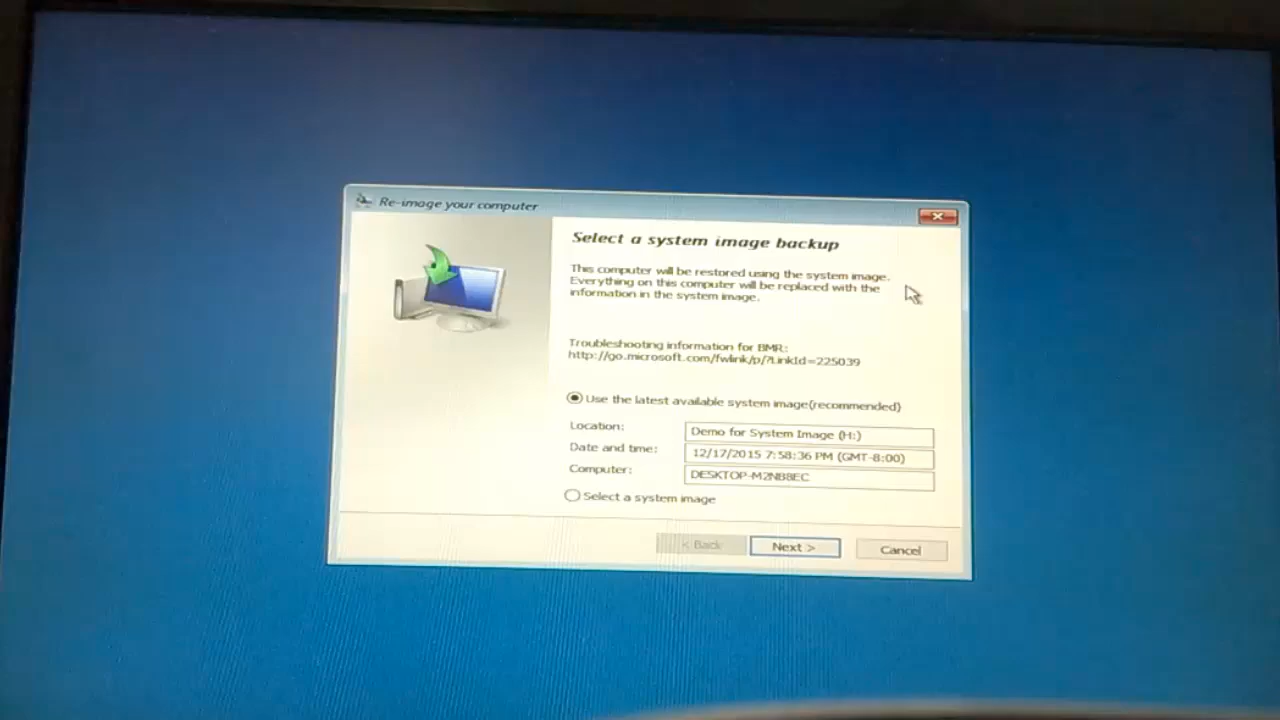 Re-image your computer
Select a system image backup
This computer will be restored using the system image.
Everything on this computer will be replaced with the
information in the system image.
Troubleshooting information for BMR:
http://go.microsoft.com/fwlink/p/?LinkId=225039
Use the latest available system image(recommended)
Location: Demo for System Image (H:)
Date and time: 12/17/2015 7:58:36 PM (GMT-8:00)
Computer: DESKTOP-M2NB8EC
Select a system image
< Back Next > Cancel